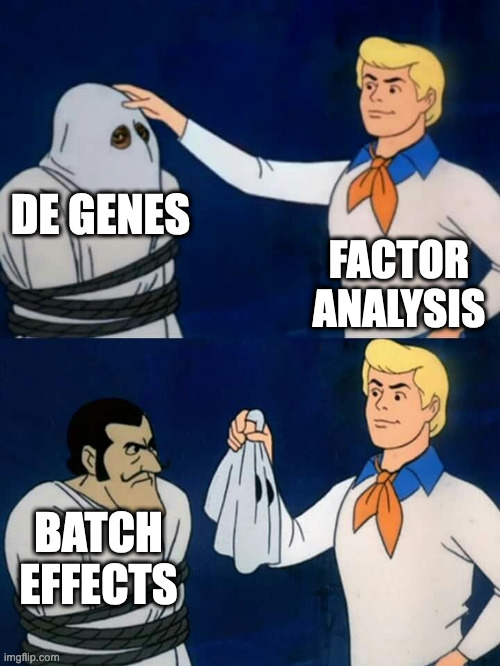 DE GENES
FACTOR
ANALYSIS
BATCH
EFFECTS
imgflip.com